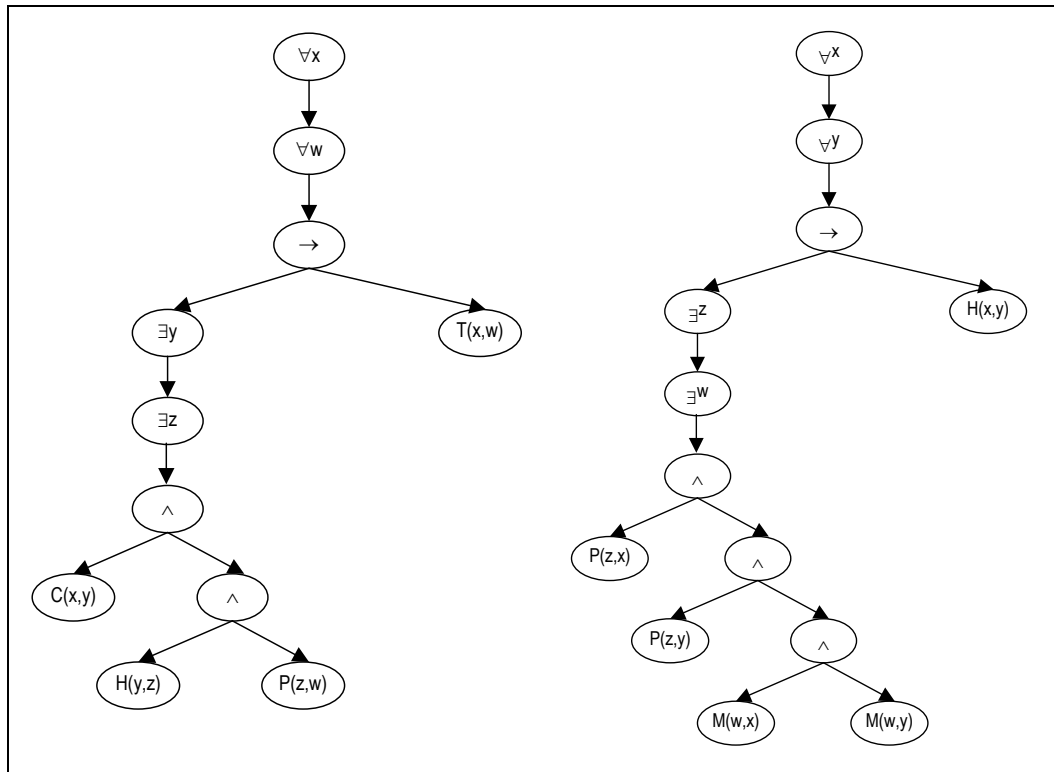 ∀x
∀w
→
∃y
T(x,w)
∃z
∧
C(x,y)
∧
H(y,z)
P(z,w)
∀x
∀y
→
∃z
H(x,y)
∃w
∧
P(z,x)
∧
P(z,y)
∧
M(w,x)
M(w,y)